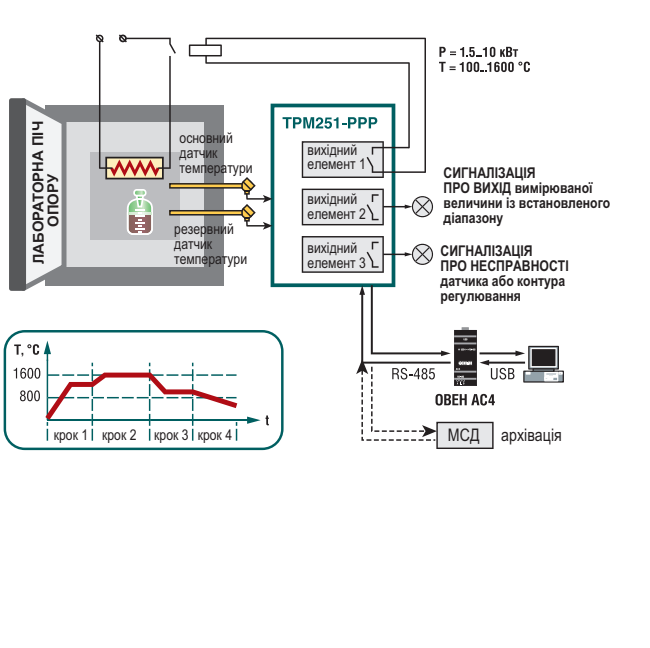 P = 1.5...10 кВт
T = 100...1600 °C
ЛАБОРАТОРНА ПІЧ
ОПОРУ
основний
датчик
температури
резервний
датчик
температури
ТРМ251-РРР
вихідний
елемент 1
вихідний
елемент 2
вихідний
елемент 3
СИГНАЛІЗАЦІЯ
ПРО ВИХІД вимірюваної
величини із встановленого
діапазону
СИГНАЛІЗАЦІЯ
ПРО НЕСПРАВНОСТІ
датчика або контура
регулювання
T, °C
1600
800
t
крок 1
крок 2
крок 3
крок 4
RS-485
USB
ОВЕН АС4
МСД
архівація